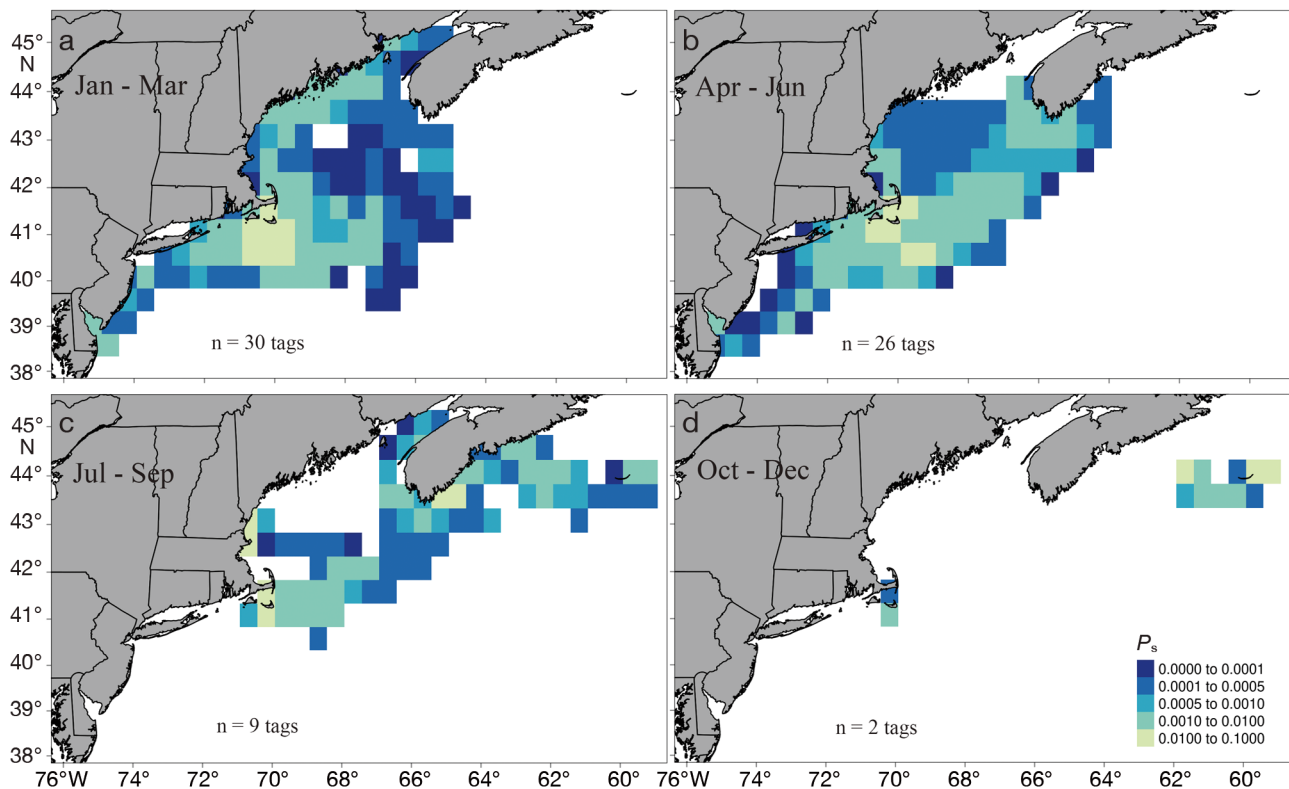 a
45°
N
44°
43°
42°
41°
40°
39°
38°
Jan - Mar
n = 30 tags
b
Apr - Jun
n = 26 tags
c
45°
N
44°
43°
42°
41°
40°
39°
38°
Jul - Sep
n = 9 tags
76°W
74
72
70
68
66
62
60°
d
Oct - Dec
n = 2 tags
Ps
0.0000 to 0.0001
0.0001 to 0.0005
0.0005 to 0.0010
0.0010 to 0.0100
0.0100 to 0.1000
76°W
74
72
70
68
66
62
60°